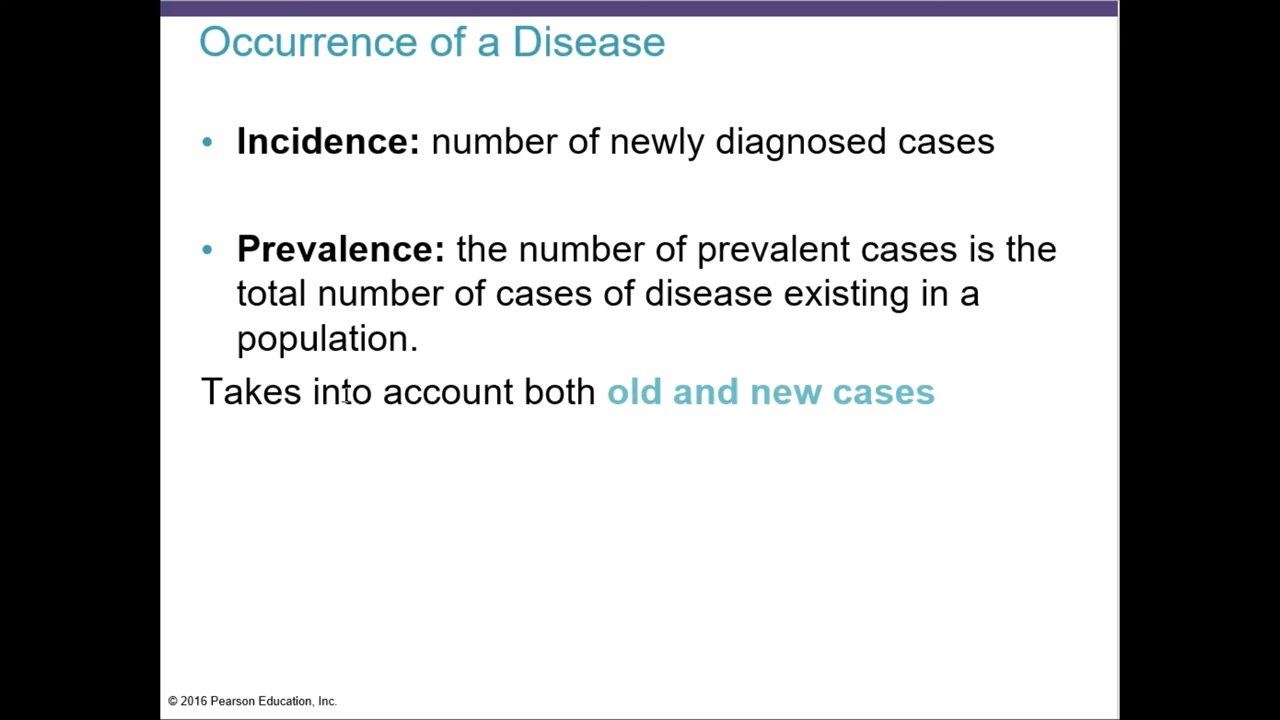 Occurrence of a Disease
• Incidence: number of newly diagnosed cases
• Prevalence: the number of prevalent cases is the
total number of cases of disease existing in a
population.
Takes into account both old and new cases
© 2016 Pearson Education, Inc.